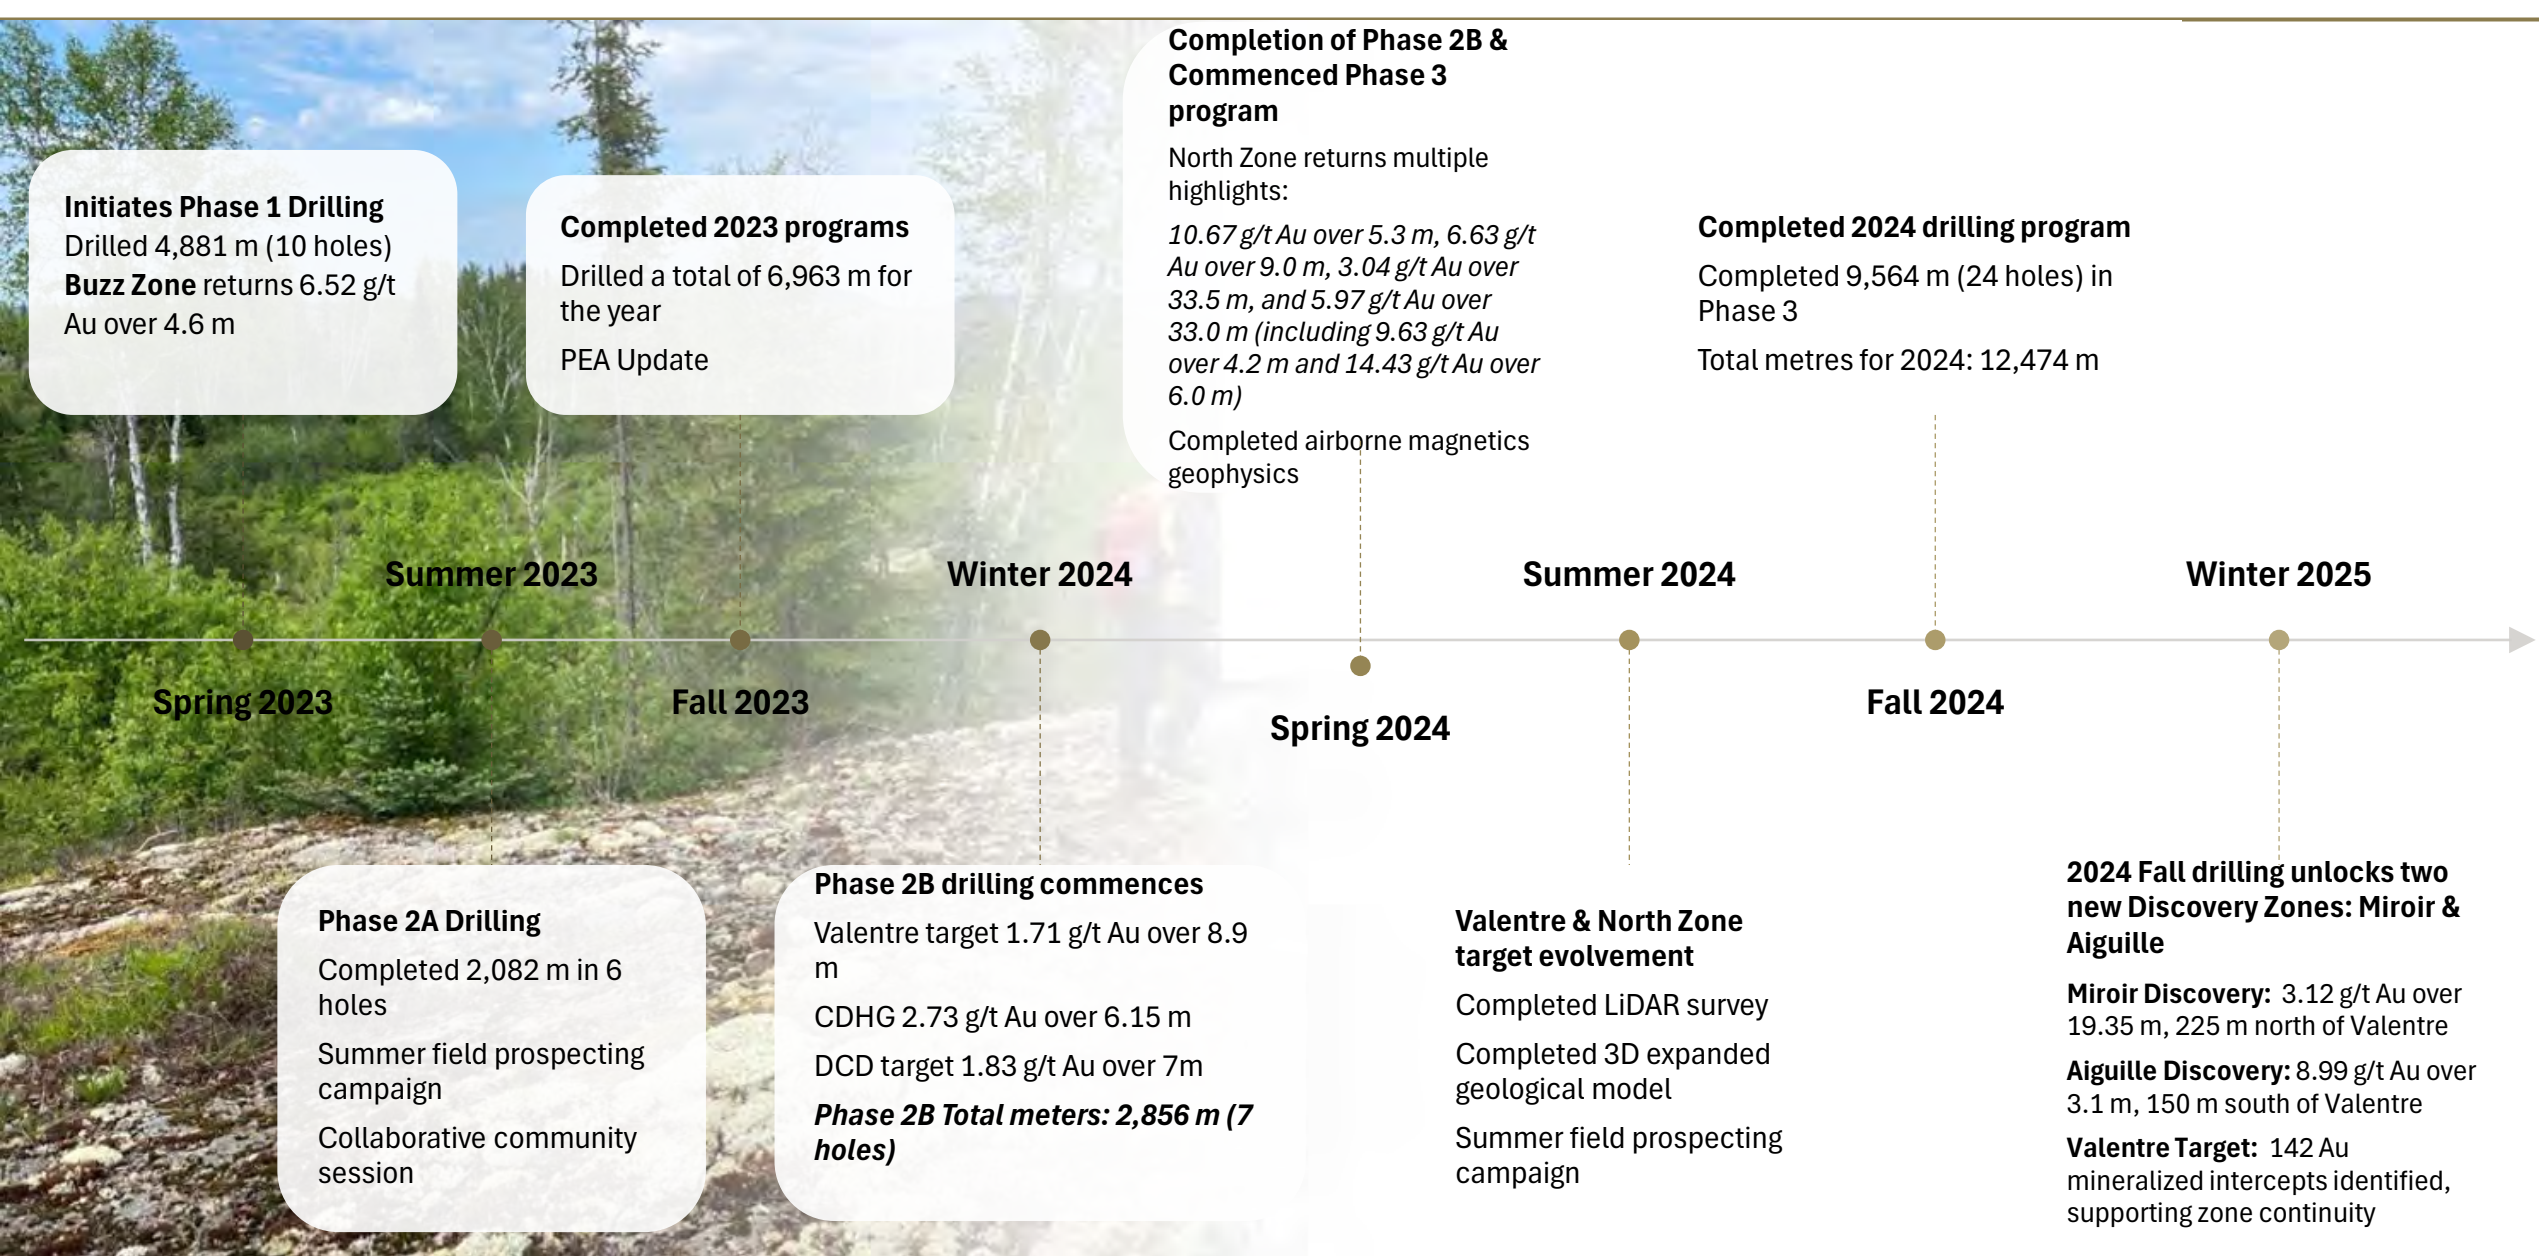 Initiates Phase 1 Drilling
Drilled 4,881 m (10 holes)
Buzz Zone returns 6.52 g/t
Au over 4.6 m
Completed 2023 programs
Drilled a total of 6,963 m for
the year
PEA Update
Completion of Phase 2B &
Commenced Phase 3
program
North Zone returns multiple
highlights:
10.67 g/t Au over 5.3 m, 6.63 g/t
Au over 9.0 m, 3.04 g/t Au over
33.5 m, and 5.97 g/t Au over
33.0 m (including 9.63 g/t Au
over 4.2 m and 14.43 g/t Au over
6.0 m)
Completed airborne magnetics
geophysics
Completed 2024 drilling program
Completed 9,564 m (24 holes) in
Phase 3
Total metres for 2024: 12,474 m
Summer 2023
Winter 2024
Summer 2024
Winter 2025
Spring 2023
Fall 2023
Spring 2024
Fall 2024
Phase 2A Drilling
Completed 2,082 m in 6
holes
Summer field prospecting
campaign
Collaborative community
session
Phase 2B drilling commences
Valentre target 1.71 g/t Au over 8.9
m
CDHG 2.73 g/t Au over 6.15 m
DCD target 1.83 g/t Au over 7m
Phase 2B Total meters: 2,856 m (7
holes)
Valentre & North Zone
target evolvement
Completed LiDAR survey
Completed 3D expanded
geological model
Summer field prospecting
campaign
2024 Fall drilling unlocks two
new Discovery Zones: Miroir &
Aiguille
Miroir Discovery: 3.12 g/t Au over
19.35 m, 225 m north of Valentre
Aiguille Discovery: 8.99 g/t Au over
3.1 m, 150 m south of Valentre
Valentre Target: 142 Au
mineralized intercepts identified,
supporting zone continuity